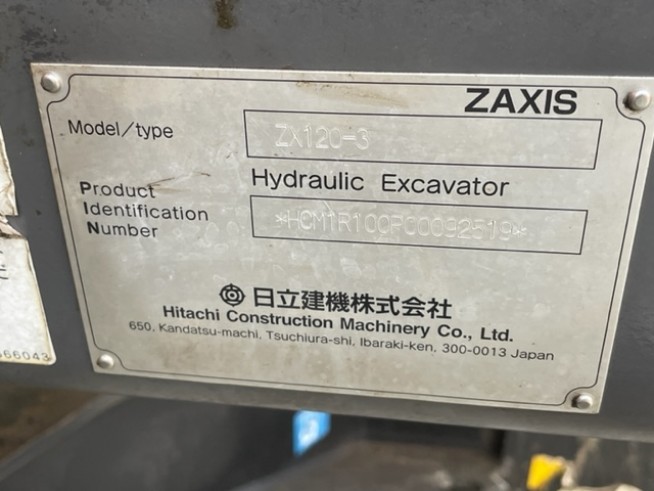 ZAXIS
Model/type
ZX120-3
Hydraulic Excavator
Product
Identification
Number
*HCM1R100P00092519*
日立建機株式会社
Hitachi Construction Machinery Co., Ltd.
650, Kandatsu-machi, Tsuchiura-shi, Ibaraki-ken, 300-0013 Japan
66043